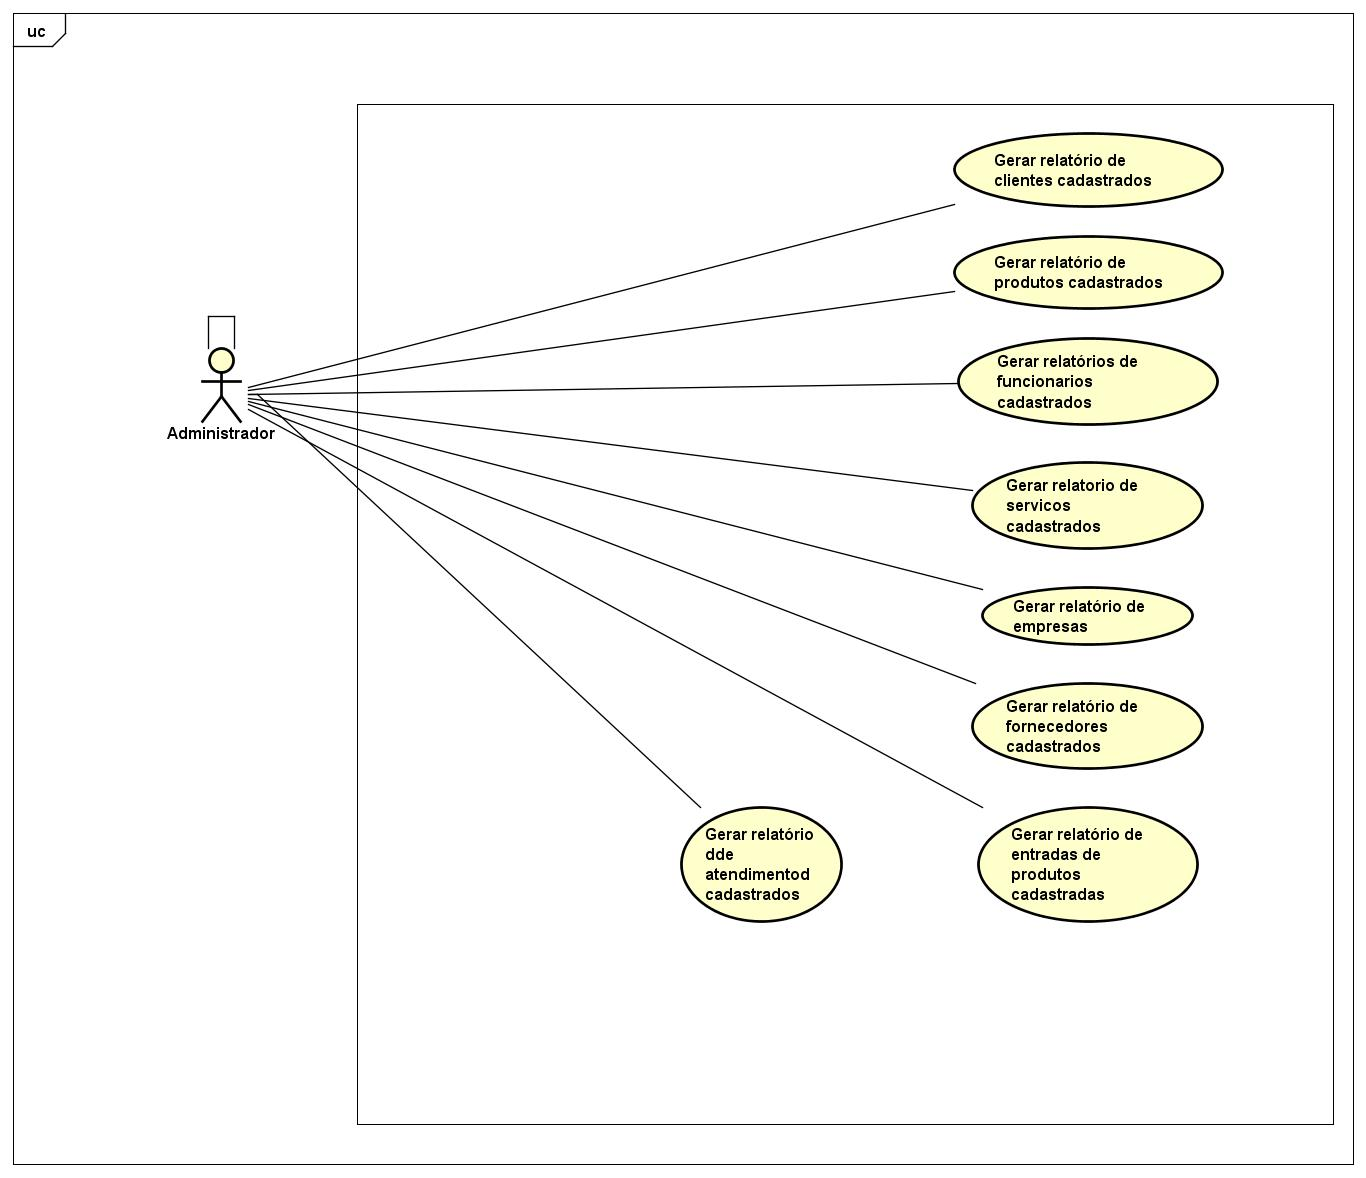 uc
Gerar relatório de
clientes cadastrados
Gerar relatório de
produtos cadastrados
Gerar relatórios de
funcionarios
cadastrados
Administrador
Gerar relatorio de
servicos
cadastrados
Gerar relatório de
empresas
Gerar relatório de
fornecedores
cadastrados
Gerar relatório
dde
atendimentod
cadastrados
Gerar relatório de
entradas de
produtos
cadastradas